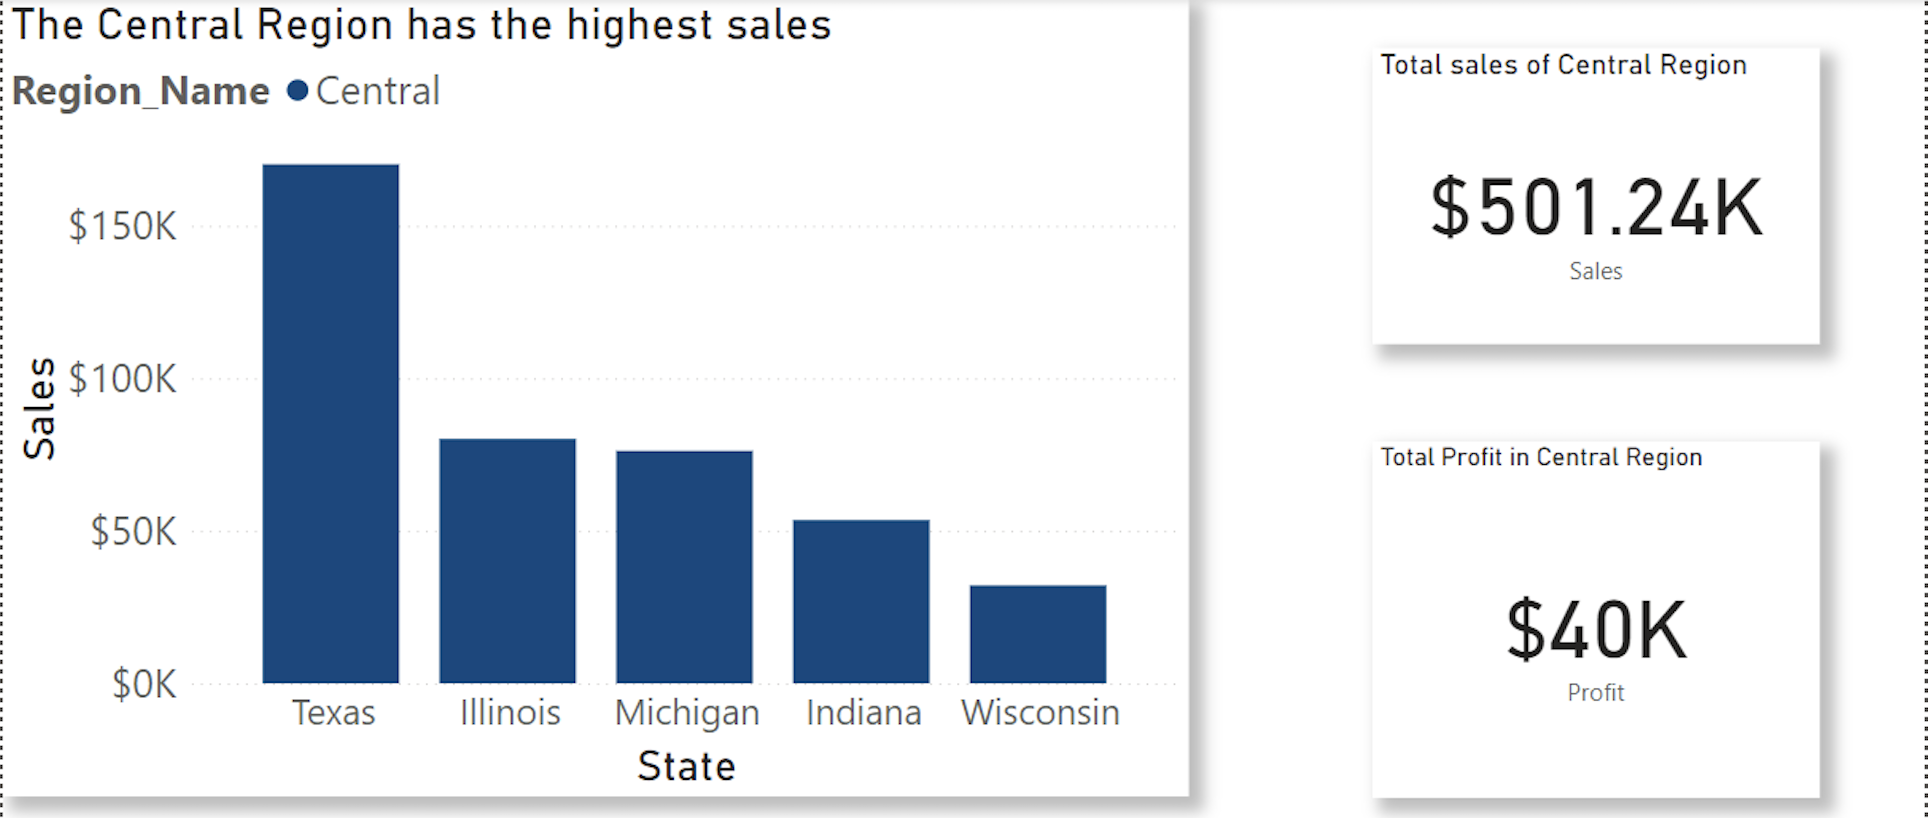 The Central Region has the highest sales
Region_Name Central
Sales
$150K
$100K
$50K
$0K
Texas Illinois Michigan Indiana Wisconsin
State
Total sales of Central Region
$501.24K
Sales
Total Profit in Central Region
$40K
Profit